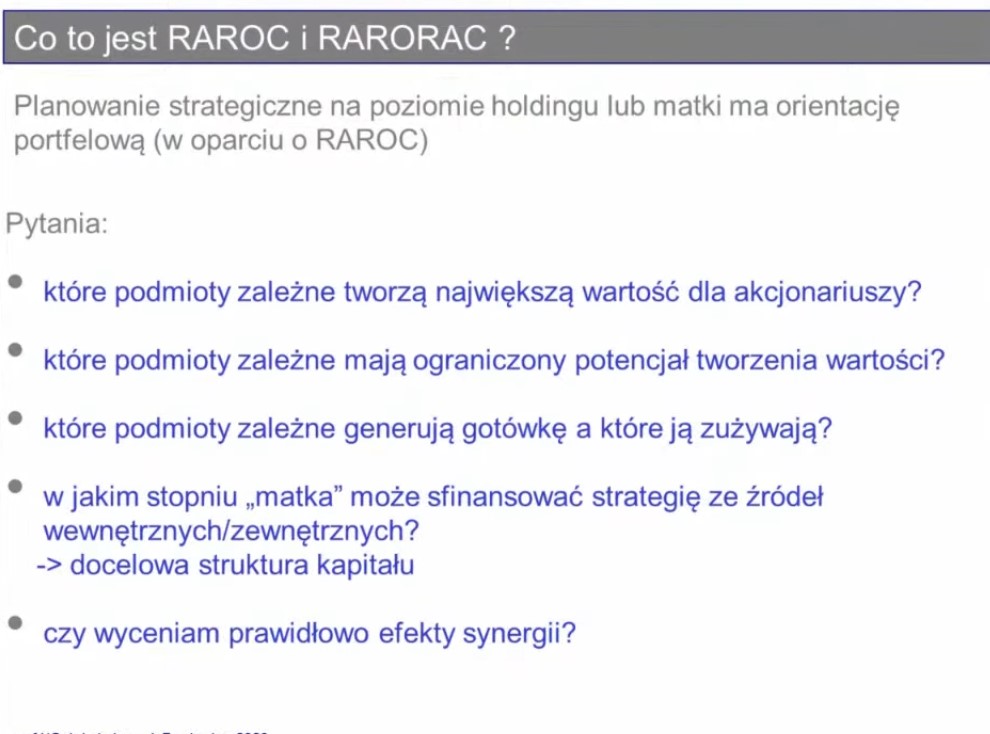 Co to jest RAROC i RARORAC ?
Planowanie strategiczne na poziomie holdingu lub matki ma orientację
portfelową (w oparciu o RAROC)
Pytania:
• które podmioty zależne tworzą największą wartość dla akcjonariuszy?
• które podmioty zależne mają ograniczony potencjał tworzenia wartości?
• które podmioty zależne generują gotówkę a które ją zużywają?
• w jakim stopniu „matka” może sfinansować strategię ze źródeł
wewnętrznych/zewnętrznych?
-> docelowa struktura kapitału
• czy wyceniam prawidłowo efekty synergii?